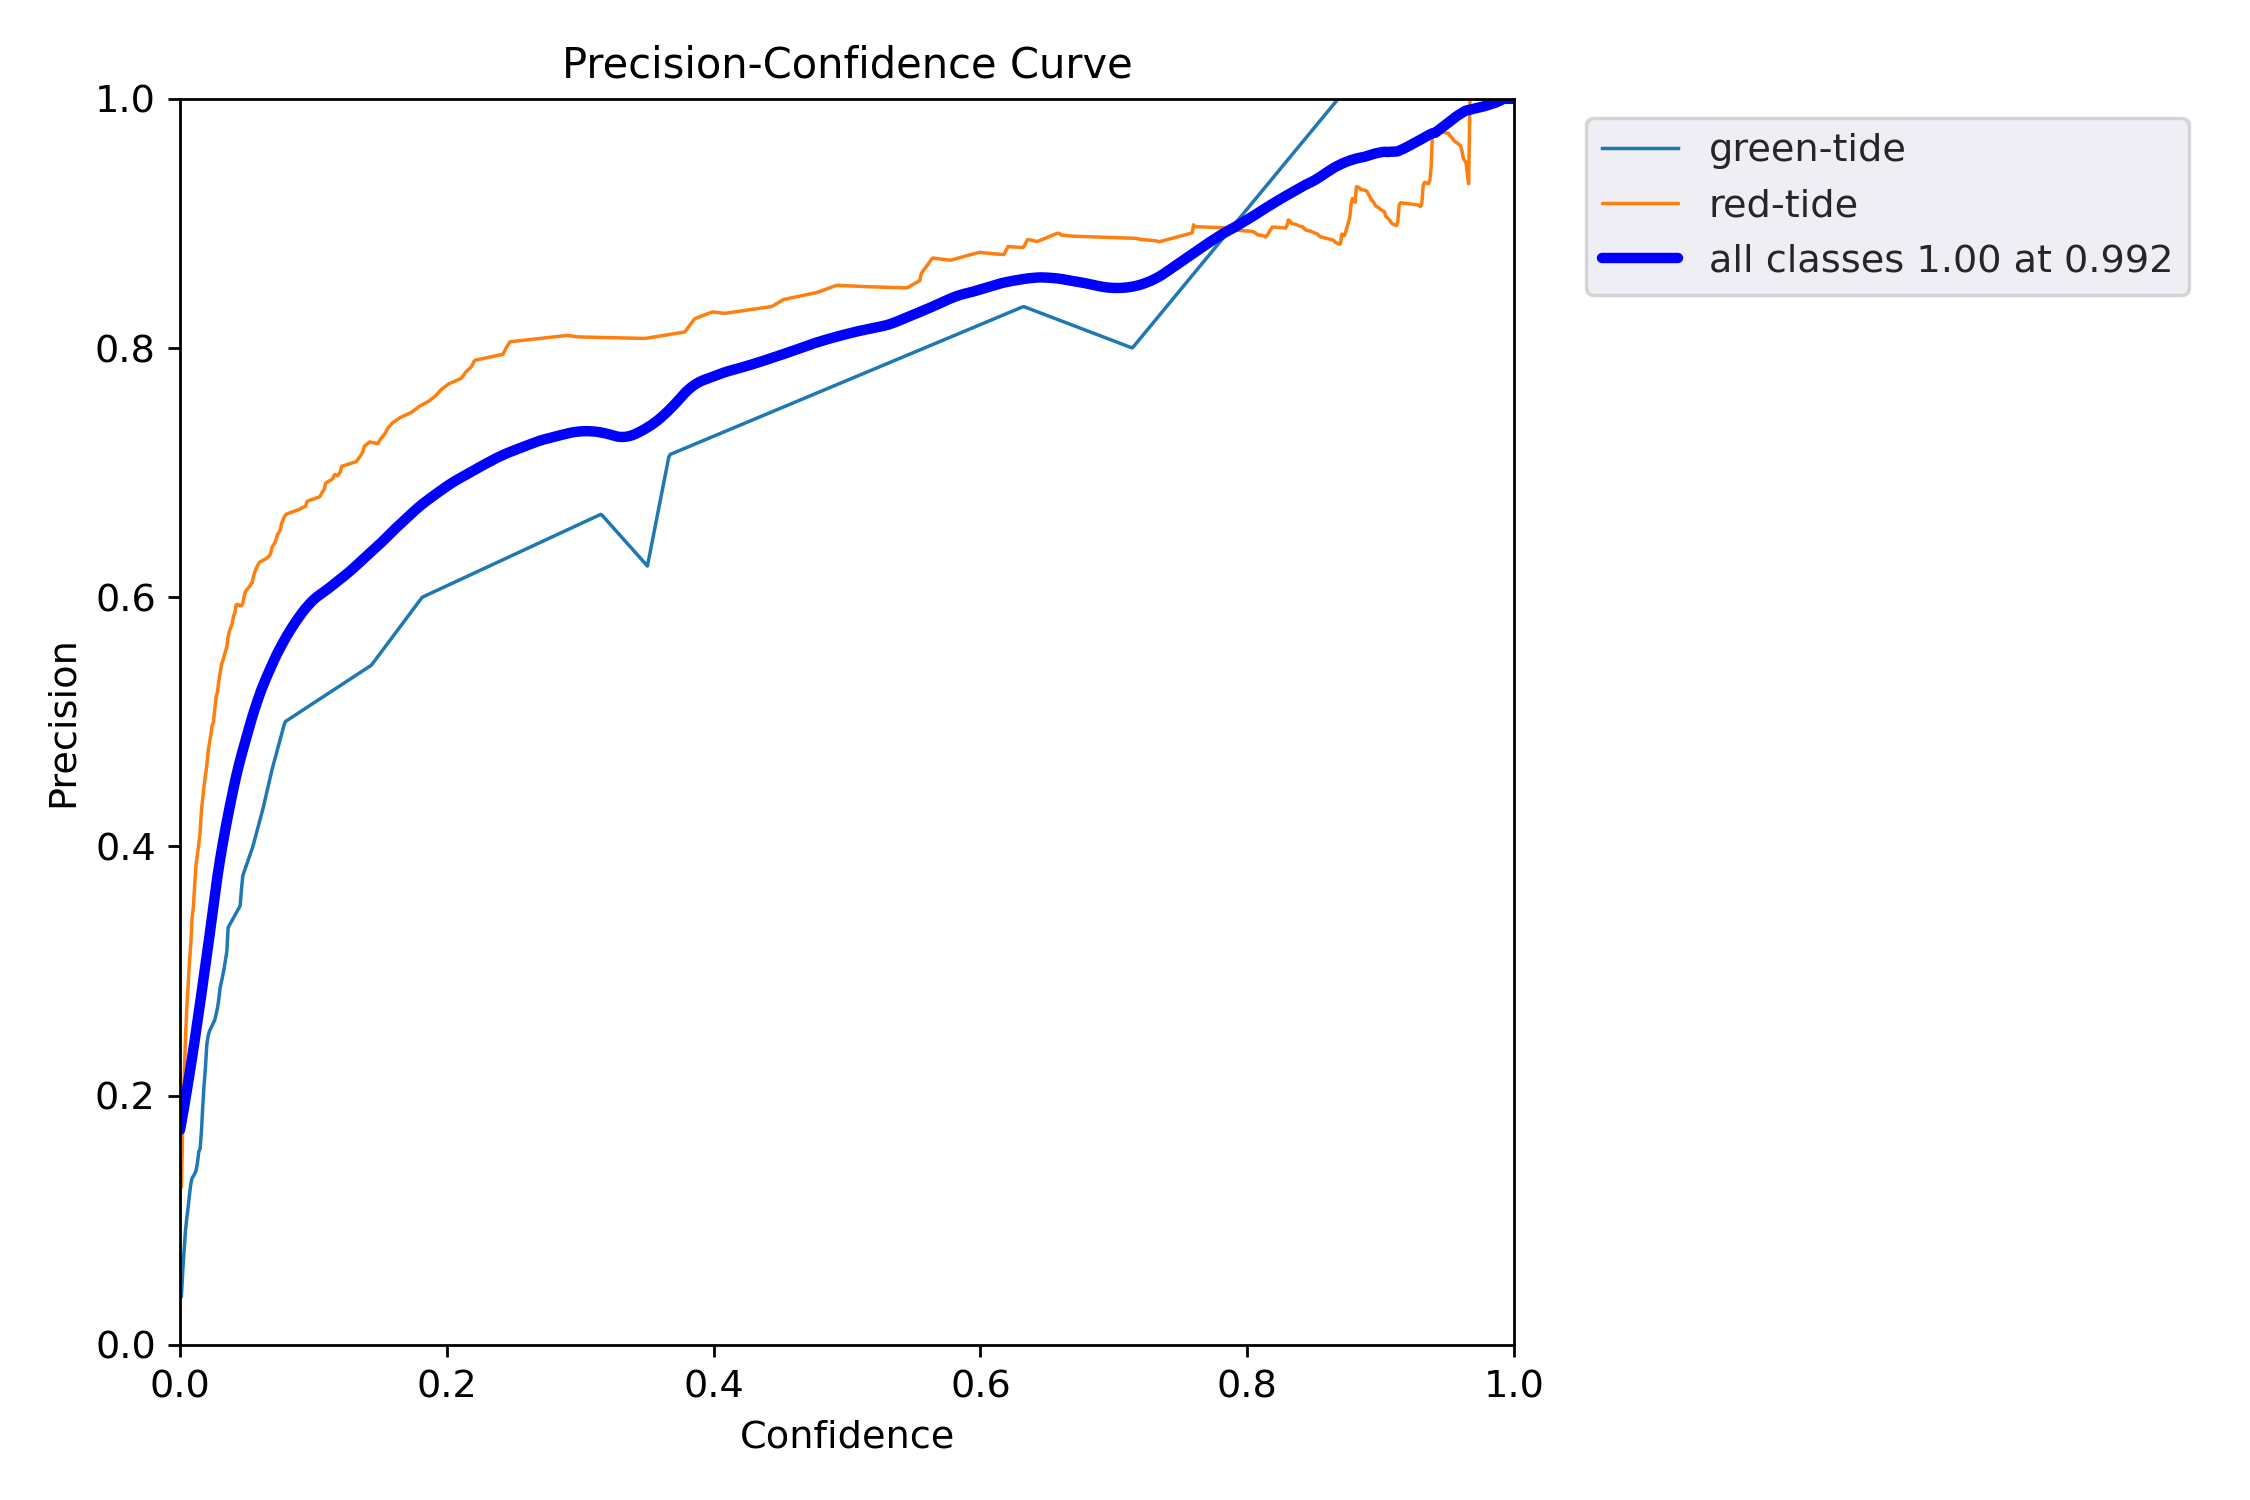 Precision-Confidence Curve
1.0
0.8
0.6
0.4
0.2
0.0
Precision
0.0 0.2 0.4 0.6 0.8 1.0
Confidence
green-tide
red-tide
all classes 1.00 at 0.992